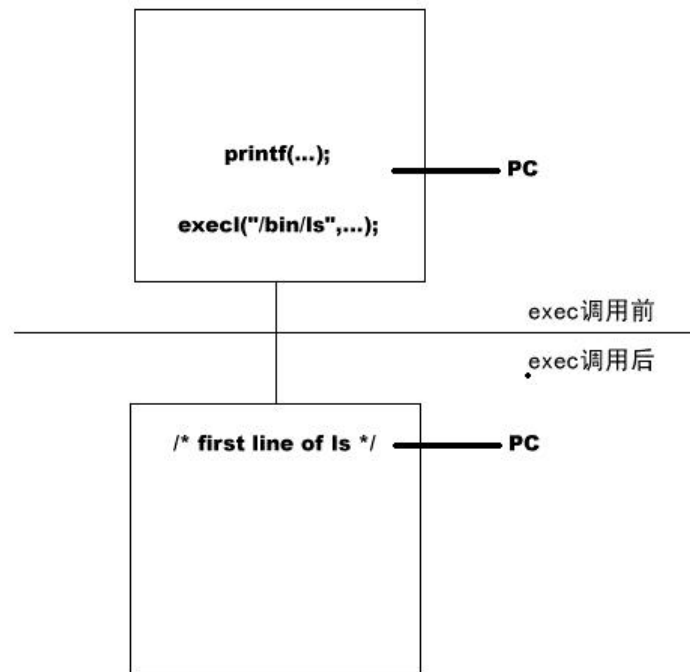 printf(...);
PC
execl("/bin/ls",...);
exec调用前
exec调用后
/* first line of ls */
PC